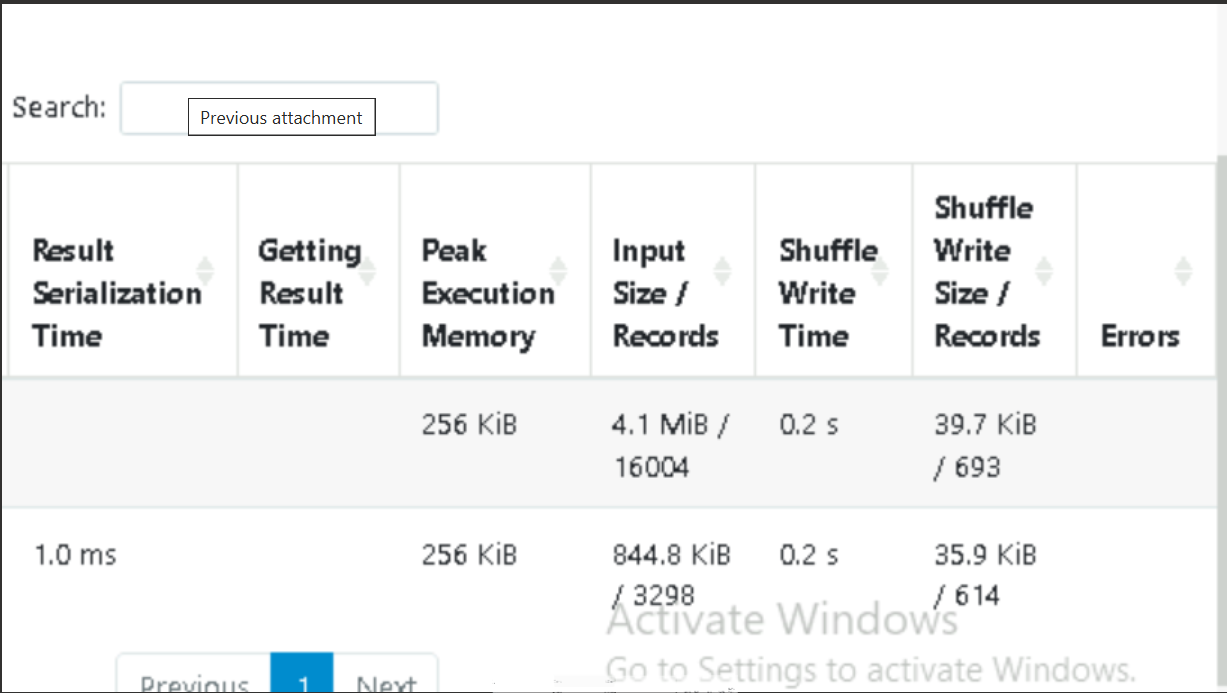 Search:
Previous attachment
Result Serialization Time
Getting Result Time
Peak Execution Memory
Input Size / Records
Shuffle Write Time
Shuffle Write Size / Records
Errors
256 KiB
4.1 MiB / 16004
0.2 s
39.7 KiB / 693
1.0 ms
256 KiB
844.8 KiB / 3298
0.2 s
35.9 KiB / 614
Activate Windows
Go to Settings to activate Windows.
Previous 1 Next